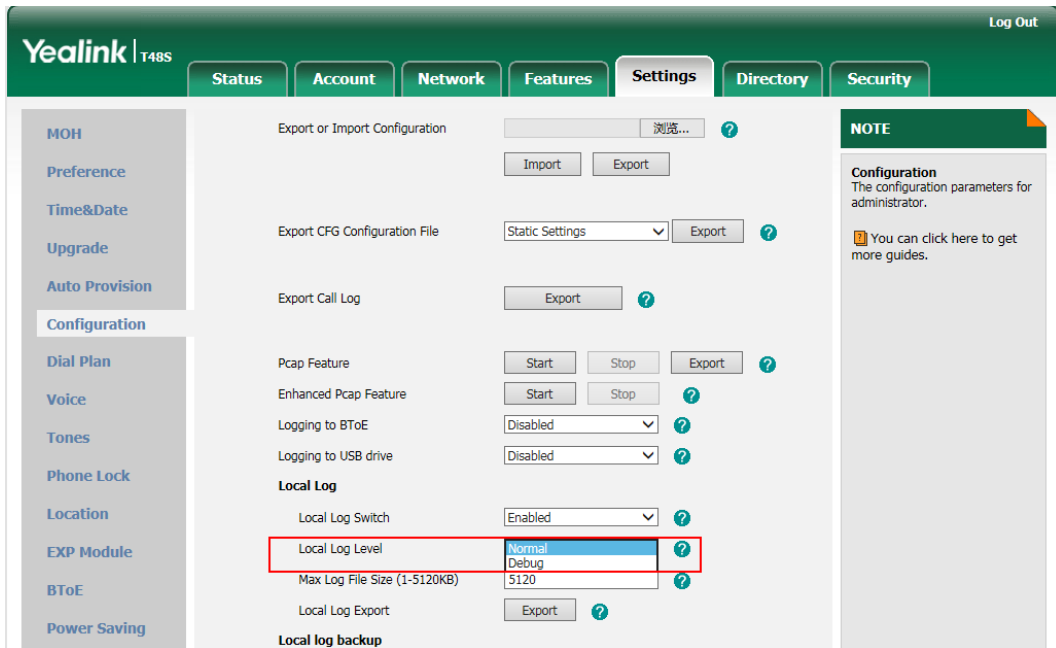 Log Out
Yealink | T48S
Status Account Network Features Settings Directory Security
MOH
Preference
Time&Date
Upgrade
Auto Provision
Configuration
Dial Plan
Voice
Tones
Phone Lock
Location
EXP Module
BToE
Power Saving
Export or Import Configuration 浏览... ?
Import Export
Export CFG Configuration File Static Settings Export ?
Export Call Log Export ?
Pcap Feature Start Stop Export ?
Enhanced Pcap Feature Start Stop ?
Logging to BToE Disabled ?
Logging to USB drive Disabled ?
Local Log
Local Log Switch Enabled ?
Local Log Level Normal ?
Debug
Max Log File Size (1-5120KB) 5120 ?
Local Log Export Export ?
Local log backup
NOTE
Configuration
The configuration parameters for
administrator.
? You can click here to get
more guides.